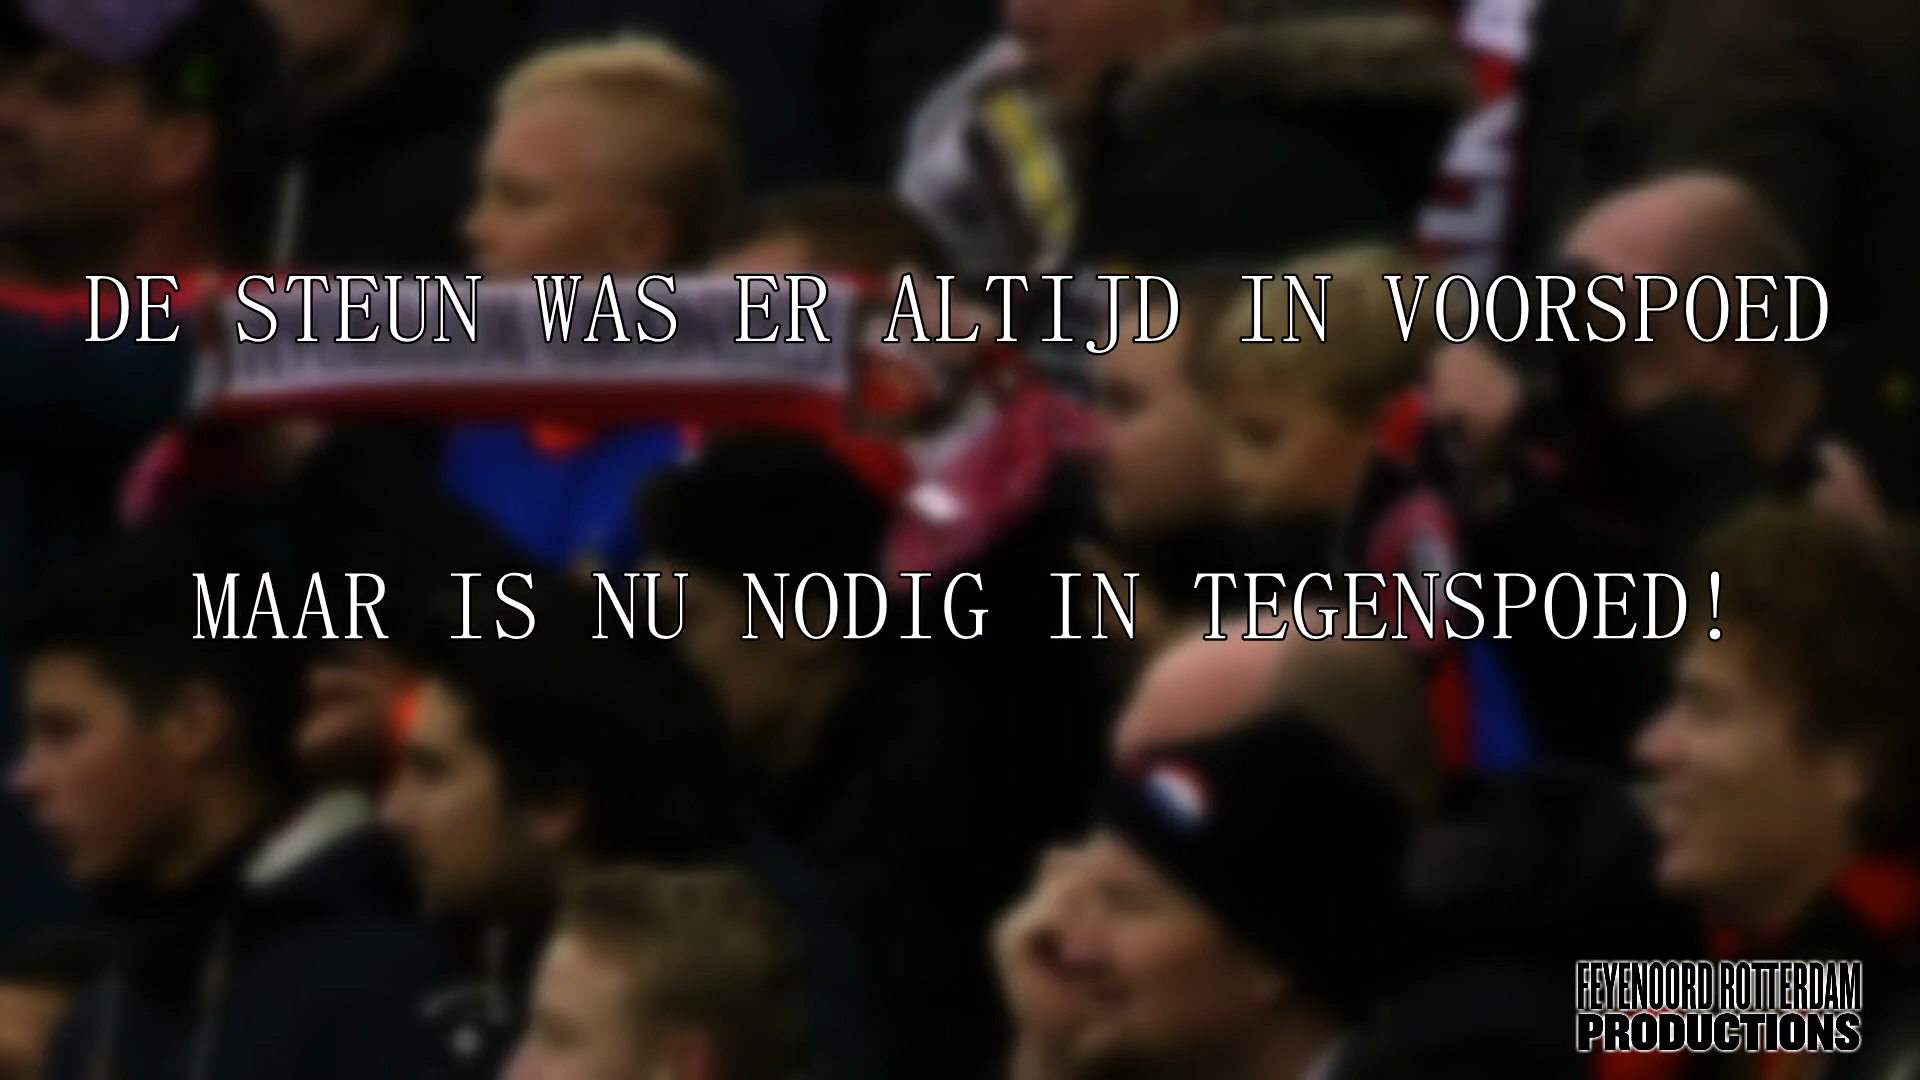 DE STEUN WAS ER ALTIJD IN VOORSPOED
MAAR IS NU NODIG IN TEGENSPOED!
FEYENOORD ROTTERDAM
PRODUCTIONS